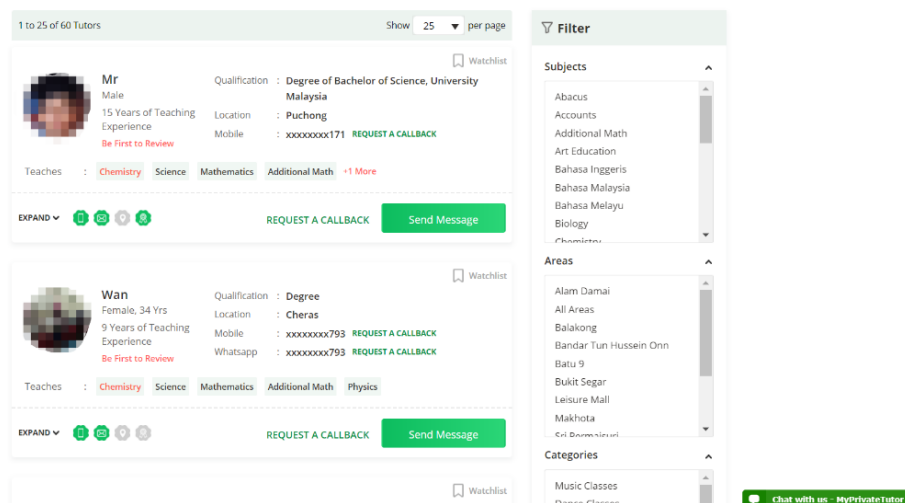 1 to 25 of 60 Tutors
Show 25 per page
Watchlist
Mr
Male
15 Years of Teaching
Experience
Be First to Review
Qualification : Degree of Bachelor of Science, University
Malaysia
Location : Puchong
Mobile : xxxxxxxx171 REQUEST A CALLBACK
Teaches : Chemistry Science Mathematics Additional Math +1 More
EXPAND
REQUEST A CALLBACK
Send Message
Watchlist
Wan
Female, 34 Yrs
9 Years of Teaching
Experience
Be First to Review
Qualification : Degree
Location : Cheras
Mobile : xxxxxxxx793 REQUEST A CALLBACK
Whatsapp : xxxxxxxx793 REQUEST A CALLBACK
Teaches : Chemistry Science Mathematics Additional Math Physics
EXPAND
REQUEST A CALLBACK
Send Message
Watchlist
Filter
Subjects
Abacus
Accounts
Additional Math
Art Education
Bahasa Inggeris
Bahasa Malaysia
Bahasa Melayu
Biology
Chemistry
Areas
Alam Damai
All Areas
Balakong
Bandar Tun Hussein Onn
Batu 9
Bukit Segar
Leisure Mall
Makhota
Sri Permaisuri
Categories
Music Classes
Dance Classes
Chat with us - MyPrivateTutor